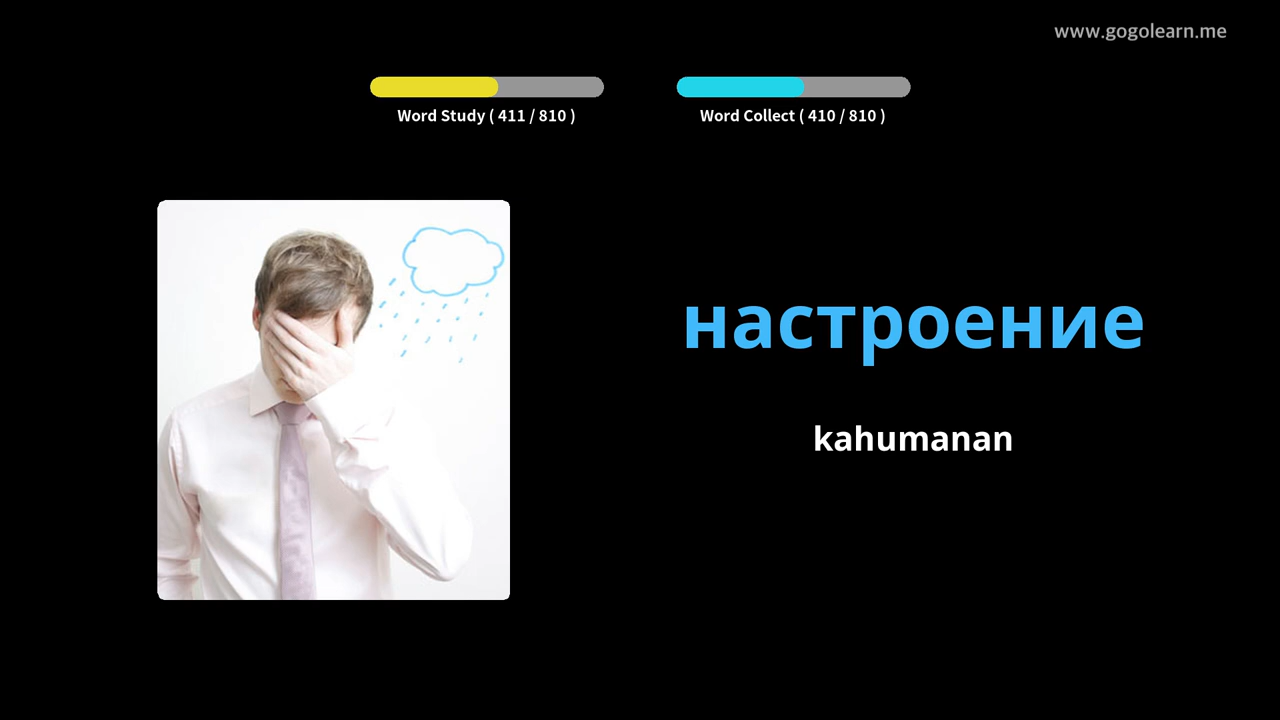 www.gogolearn.me
Word Study ( 411 / 810 )
Word Collect ( 410 / 810 )
настроение
kahumanan